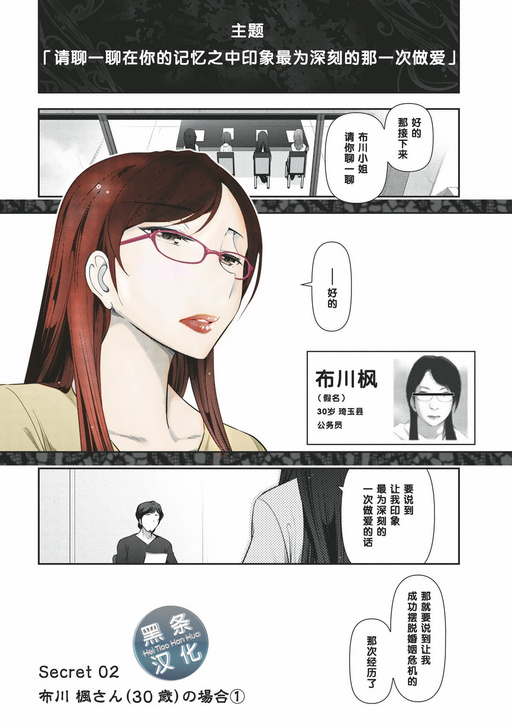 主题
「请聊一聊在你的记忆之中印象最为深刻的那一次做爱」
好的
那接下来
布川小姐
请你聊一聊
——好的
布川枫
（假名）
30岁 琦玉县
公务员
要说到
让我印象
最为深刻的
一次做爱的话
那就要说到让我
成功摆脱婚姻危机的
那次经历了
黑条
Hei Tiao Han Hua
汉化
Secret 02
布川 楓さん(30歳)の場合①